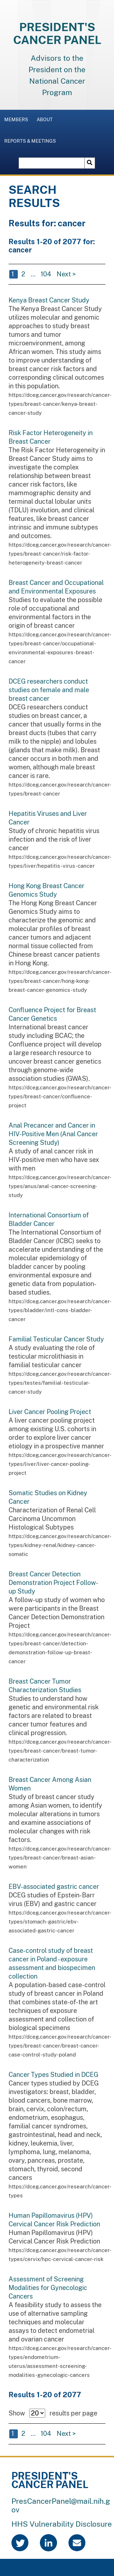 PRESIDENT'S
CANCER PANEL
Advisors to the
President on the
National Cancer
Program
MEMBERS ABOUT
REPORTS & MEETINGS
SEARCH
RESULTS
Results for: cancer
Results 1-20 of 2077 for:
cancer
1 2 ... 104 Next >
Kenya Breast Cancer Study
The Kenya Breast Cancer Study
utilized molecular and genomic
approaches to study breast
tumors and tumor
microenvironment, among
African women. This study aims
to improve understanding of
breast cancer risk factors and
corresponding clinical outcomes
in this population.
https://dceg.cancer.gov/research/cancer-
types/breast-cancer/kenya-breast-
cancer-study
Risk Factor Heterogeneity in
Breast Cancer
The Risk Factor Heterogeneity in
Breast Cancer Study aims to
investigate the complex
relationship between breast
cancer risk factors, like
mammographic density and
terminal ductal lobular units
(TDLU) involution, and clinical
features, like breast cancer
intrinsic tumor subtypes and
outcomes.
https://dceg.cancer.gov/research/cancer-
types/breast-cancer/risk-factor-
heterogeneity-breast-cancer
Breast Cancer and Occupational
and Environmental Exposures
Studies to evaluate the possible
role of occupational and
environmental factors in the
origin of breast cancer
https://dceg.cancer.gov/research/cancer-
types/breast-cancer/occupational-
environmental-exposures-breast-
cancer
DCEG researchers conduct
studies on female and male
breast cancer
DCEG researchers conduct
studies on breast cancer, a
cancer that usually forms in the
breast ducts (tubes that carry
milk to the nipple) and lobules
(glands that make milk). Breast
cancer occurs in both men and
women, although male breast
cancer is rare.
https://dceg.cancer.gov/research/cancer-
types/breast-cancer
Hepatitis Viruses and Liver
Cancer
Study of chronic hepatitis virus
infection and the risk of liver
cancer
https://dceg.cancer.gov/research/cancer-
types/liver/hepatitis-virus-cancer
Hong Kong Breast Cancer
Genomics Study
The Hong Kong Breast Cancer
Genomics Study aims to
characterize the genomic and
molecular profiles of breast
cancer tumors and adjacent
normal tissue collected from
Chinese breast cancer patients
in Hong Kong.
https://dceg.cancer.gov/research/cancer-
types/breast-cancer/hong-kong-
breast-cancer-genomics-study
Confluence Project for Breast
Cancer Genetics
International breast cancer
study including BCAC; the
Confluence project will develop
a large research resource to
uncover breast cancer genetics
through genome-wide
association studies (GWAS).
https://dceg.cancer.gov/research/cancer-
types/breast-cancer/confluence-
project
Anal Precancer and Cancer in
HIV-Positive Men (Anal Cancer
Screening Study)
A study of anal cancer risk in
HIV-positive men who have sex
with men
https://dceg.cancer.gov/research/cancer-
types/anus/anal-cancer-screening-
study
International Consortium of
Bladder Cancer
The International Consortium of
Bladder Cancer (ICBC) seeks to
accelerate understanding of the
molecular epidemiology of
bladder cancer by pooling
environmental exposure and
genetic data from population-
based studies.
https://dceg.cancer.gov/research/cancer-
types/bladder/intl-cons-bladder-
cancer
Familial Testicular Cancer Study
A study evaluating the role of
testicular microlithiasis in
familial testicular cancer
https://dceg.cancer.gov/research/cancer-
types/testes/familial-testicular-
cancer-study
Liver Cancer Pooling Project
A liver cancer pooling project
among existing U.S. cohorts in
order to explore liver cancer
etiology in a prospective manner
https://dceg.cancer.gov/research/cancer-
types/liver/liver-cancer-pooling-
project
Somatic Studies on Kidney
Cancer
Characterization of Renal Cell
Carcinoma Uncommon
Histological Subtypes
https://dceg.cancer.gov/research/cancer-
types/kidney-renal/kidney-cancer-
somatic
Breast Cancer Detection
Demonstration Project Follow-
up Study
A follow-up study of women who
were participants in the Breast
Cancer Detection Demonstration
Project
https://dceg.cancer.gov/research/cancer-
types/breast-cancer/detection-
demonstration-follow-up-breast-
cancer
Breast Cancer Tumor
Characterization Studies
Studies to understand how
genetic and environmental risk
factors are related to breast
cancer tumor features and
clinical progression.
https://dceg.cancer.gov/research/cancer-
types/breast-cancer/breast-tumor-
characterization
Breast Cancer Among Asian
Women
Study of breast cancer study
among Asian women, to identify
molecular alterations in tumors
and examine associations of
molecular changes with risk
factors.
https://dceg.cancer.gov/research/cancer-
types/breast-cancer/breast-asian-
women
EBV-associated gastric cancer
DCEG studies of Epstein-Barr
virus (EBV) and gastric cancer
https://dceg.cancer.gov/research/cancer-
types/stomach-gastric/ebv-
associated-gastric-cancer
Case-control study of breast
cancer in Poland - exposure
assessment and biospecimen
collection
A population-based case-control
study of breast cancer in Poland
that combines state-of- the art
techniques of exposure
assessment and collection of
biological specimens
https://dceg.cancer.gov/research/cancer-
types/breast-cancer/breast-cancer-
case-control-study-poland
Cancer Types Studied in DCEG
Cancer types studied by DCEG
investigators: breast, bladder,
blood cancers, bone marrow,
brain, cervix, colon/rectum,
endometrium, esophagus,
familial cancer syndromes,
gastrointestinal, head and neck,
kidney, leukemia, liver,
lymphoma, lung, melanoma,
ovary, pancreas, prostate,
stomach, thyroid, second
cancers
https://dceg.cancer.gov/research/cancer-
types
Human Papillomavirus (HPV)
Cervical Cancer Risk Prediction
Human Papillomavirus (HPV)
Cervical Cancer Risk Prediction
https://dceg.cancer.gov/research/cancer-
types/cervix/hpc-cervical-cancer-risk
Assessment of Screening
Modalities for Gynecologic
Cancers
A feasibility study to assess the
use of alternative sampling
techniques and molecular
assays to detect endometrial
and ovarian cancer
https://dceg.cancer.gov/research/cancer-
types/endometrium-
uterus/assessment-screening-
modalities-gynecologic-cancers
Results 1-20 of 2077
Show 20 results per page
1 2 ... 104 Next >
PRESIDENT'S
CANCER PANEL
PresCancerPanel@mail.nih.g
ov
HHS Vulnerability Disclosure